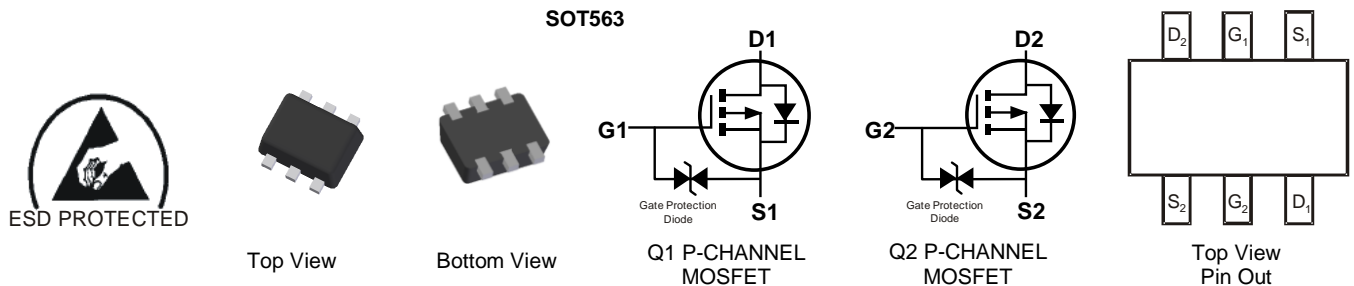 SOT563
ESD PROTECTED
Top View
Bottom View
D1
G1
Gate Protection
Diode
S1
Q1 P-CHANNEL
MOSFET
D2
G2
Gate Protection
Diode
S2
Q2 P-CHANNEL
MOSFET
D2 G1 S1
S2 G2 D1
Top View
Pin Out